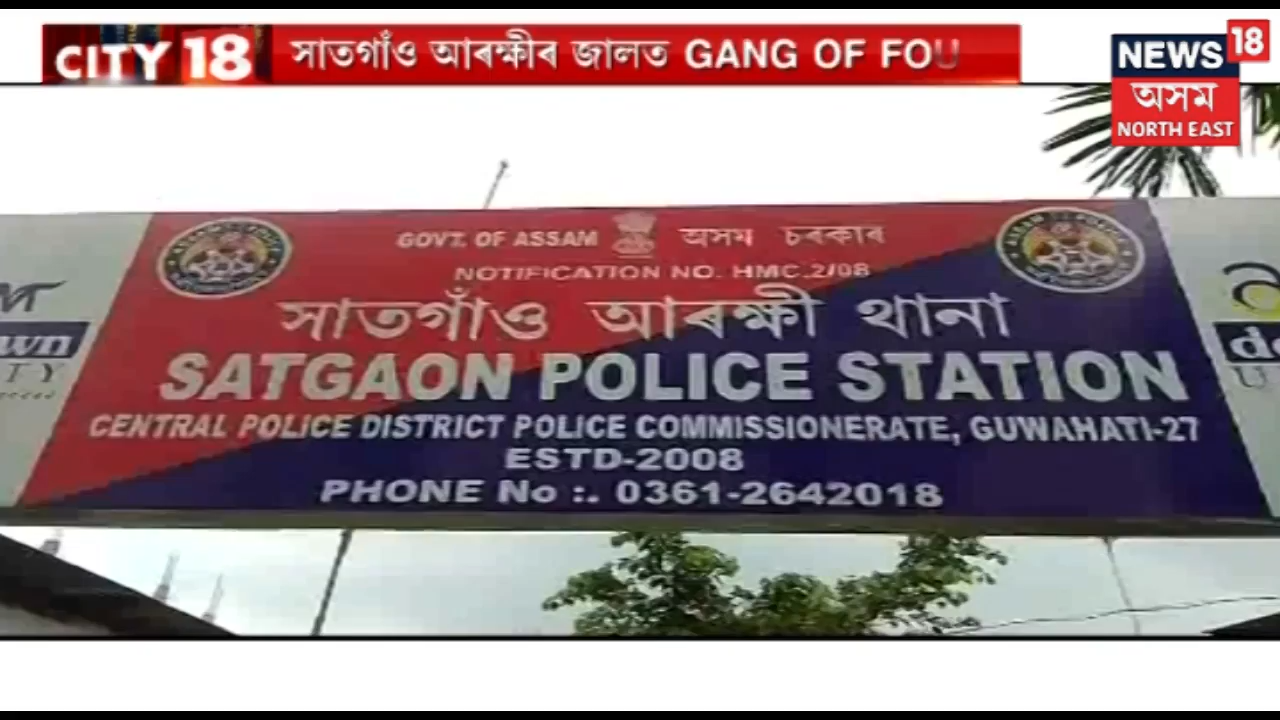 CITY 18 সাতগাঁও আৰক্ষীৰ জালত GANG OF FOU
NEWS 18
অসম
NORTH EAST
GOVT. OF ASSAM অসম চৰকাৰ
NOTIFICATION NO. HMC.2/08
সাতগাঁও আৰক্ষী থানা
SATGAON POLICE STATION
CENTRAL POLICE DISTRICT POLICE COMMISSIONERATE, GUWAHATI-27
ESTD-2008
PHONE No :. 0361-2642018